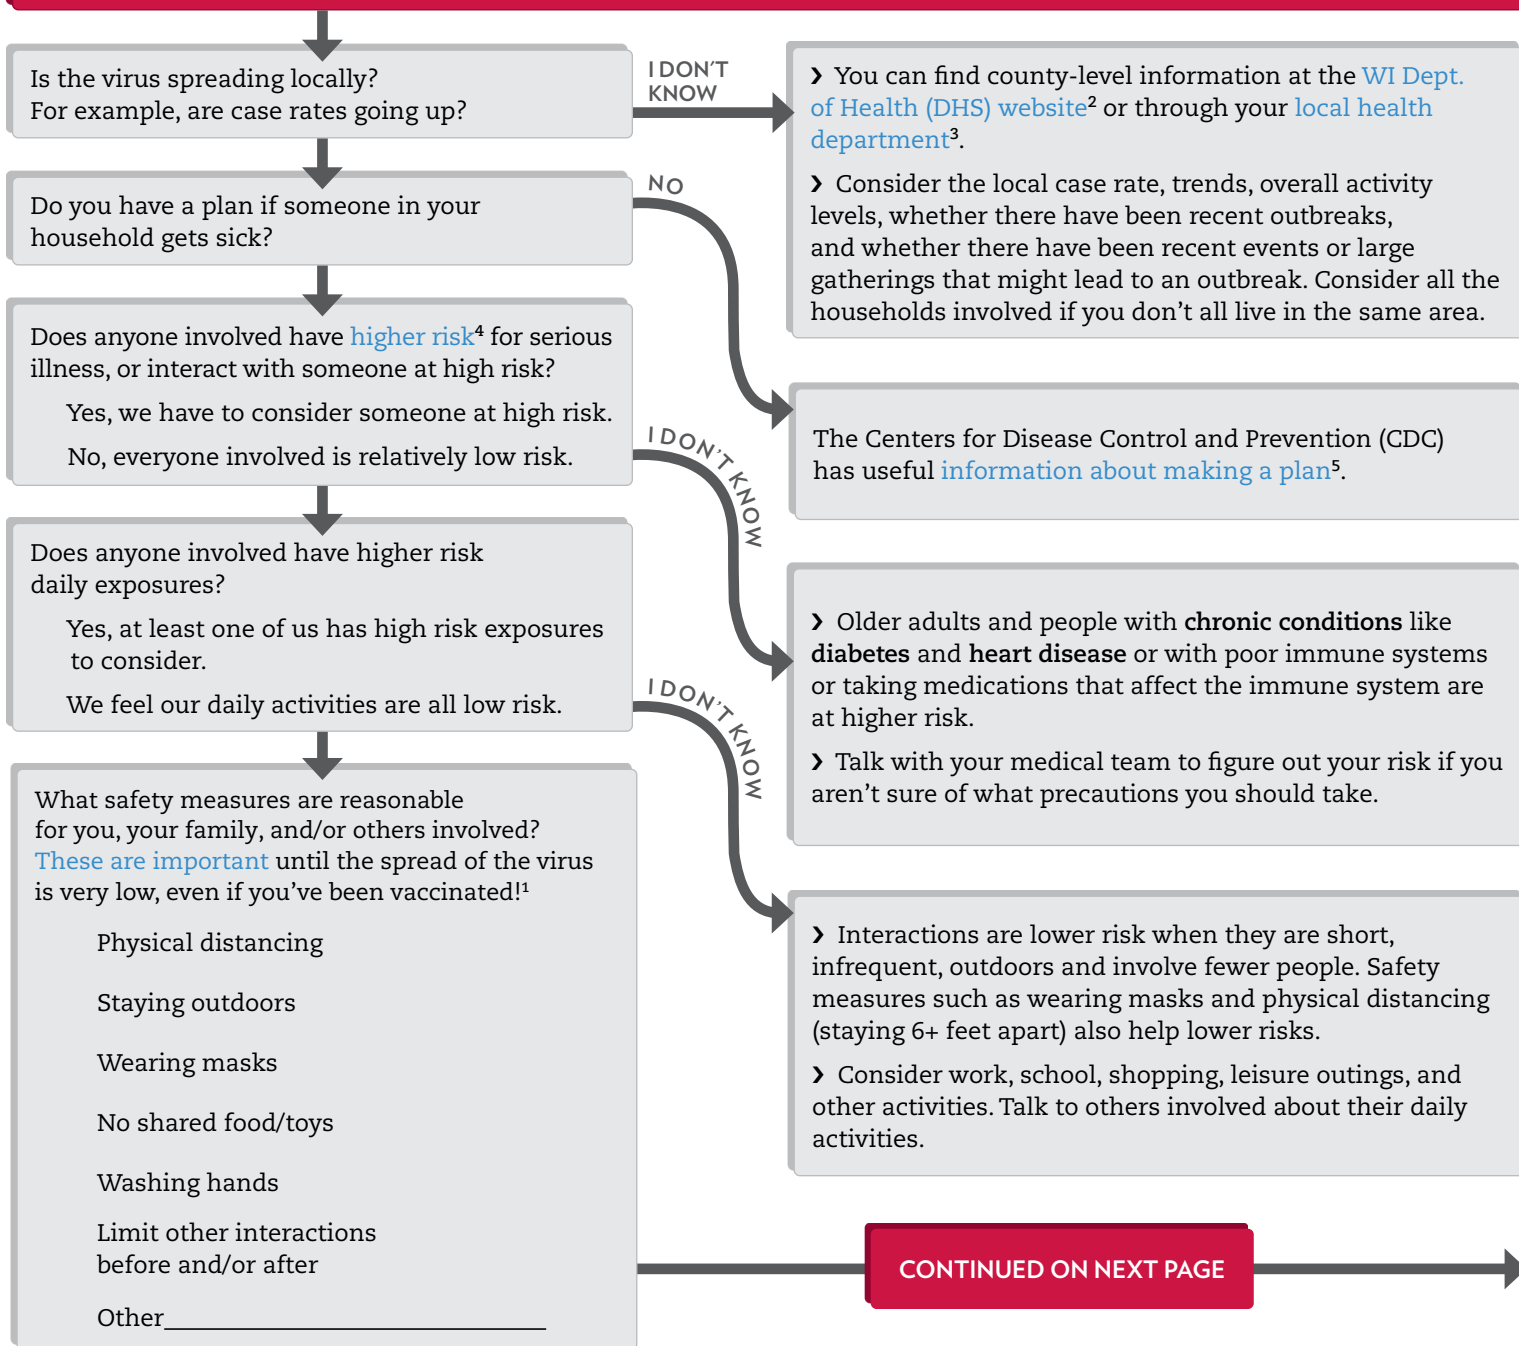 Is the virus spreading locally?
For example, are case rates going up?
I DON'T
KNOW
› You can find county-level information at the WI Dept.
of Health (DHS) website² or through your local health
department³.
› Consider the local case rate, trends, overall activity
levels, whether there have been recent outbreaks,
and whether there have been recent events or large
gatherings that might lead to an outbreak. Consider all the
households involved if you don't all live in the same area.
Do you have a plan if someone in your
household gets sick?
NO
The Centers for Disease Control and Prevention (CDC)
has useful information about making a plan⁵.
Does anyone involved have higher risk⁴ for serious
illness, or interact with someone at high risk?
Yes, we have to consider someone at high risk.
No, everyone involved is relatively low risk.
I DON'T KNOW
› Older adults and people with chronic conditions like
diabetes and heart disease or with poor immune systems
or taking medications that affect the immune system are
at higher risk.
› Talk with your medical team to figure out your risk if you
aren't sure of what precautions you should take.
Does anyone involved have higher risk
daily exposures?
Yes, at least one of us has high risk exposures
to consider.
We feel our daily activities are all low risk.
I DON'T KNOW
› Interactions are lower risk when they are short,
infrequent, outdoors and involve fewer people. Safety
measures such as wearing masks and physical distancing
(staying 6+ feet apart) also help lower risks.
› Consider work, school, shopping, leisure outings, and
other activities. Talk to others involved about their daily
activities.
What safety measures are reasonable
for you, your family, and/or others involved?
These are important until the spread of the virus
is very low, even if you've been vaccinated!¹
Physical distancing
Staying outdoors
Wearing masks
No shared food/toys
Washing hands
Limit other interactions
before and/or after
Other______________________________
CONTINUED ON NEXT PAGE